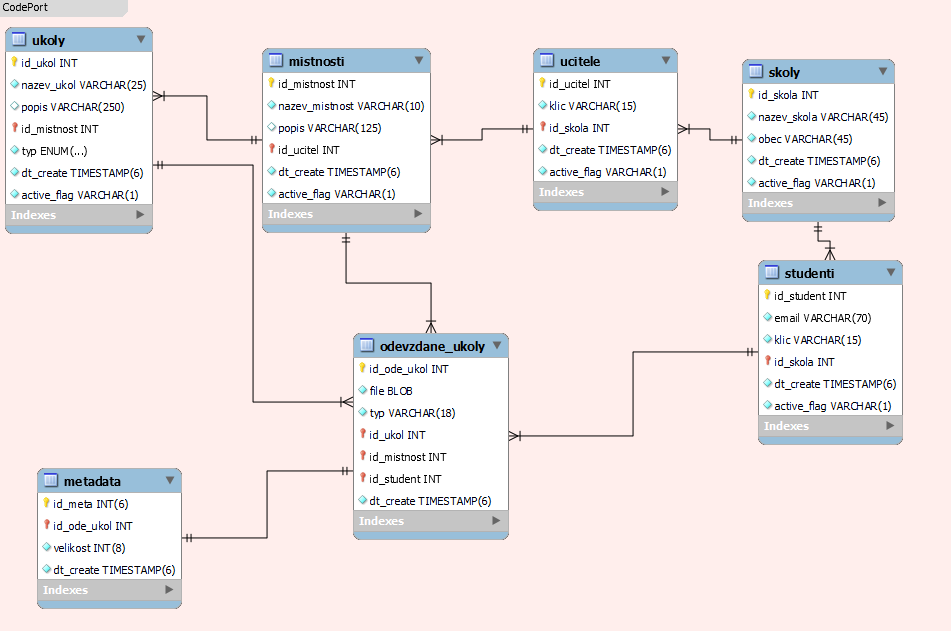 CodePort
ukoly
id_ukol INT
nazev_ukol VARCHAR(25)
popis VARCHAR(250)
id_mistnost INT
typ ENUM(...)
dt_create TIMESTAMP(6)
active_flag VARCHAR(1)
Indexes
mistnosti
id_mistnost INT
nazev_mistnost VARCHAR(10)
popis VARCHAR(125)
id_ucitel INT
dt_create TIMESTAMP(6)
active_flag VARCHAR(1)
Indexes
ucitele
id_ucitel INT
klic VARCHAR(15)
id_skola INT
dt_create TIMESTAMP(6)
active_flag VARCHAR(1)
Indexes
skoly
id_skola INT
nazev_skola VARCHAR(45)
obec VARCHAR(45)
dt_create TIMESTAMP(6)
active_flag VARCHAR(1)
Indexes
studenti
id_student INT
email VARCHAR(70)
klic VARCHAR(15)
id_skola INT
dt_create TIMESTAMP(6)
active_flag VARCHAR(1)
Indexes
odevzdane_ukoly
id_ode_ukol INT
file BLOB
typ VARCHAR(18)
id_ukol INT
id_mistnost INT
id_student INT
dt_create TIMESTAMP(6)
Indexes
metadata
id_meta INT(6)
id_ode_ukol INT
velikost INT(8)
dt_create TIMESTAMP(6)
Indexes